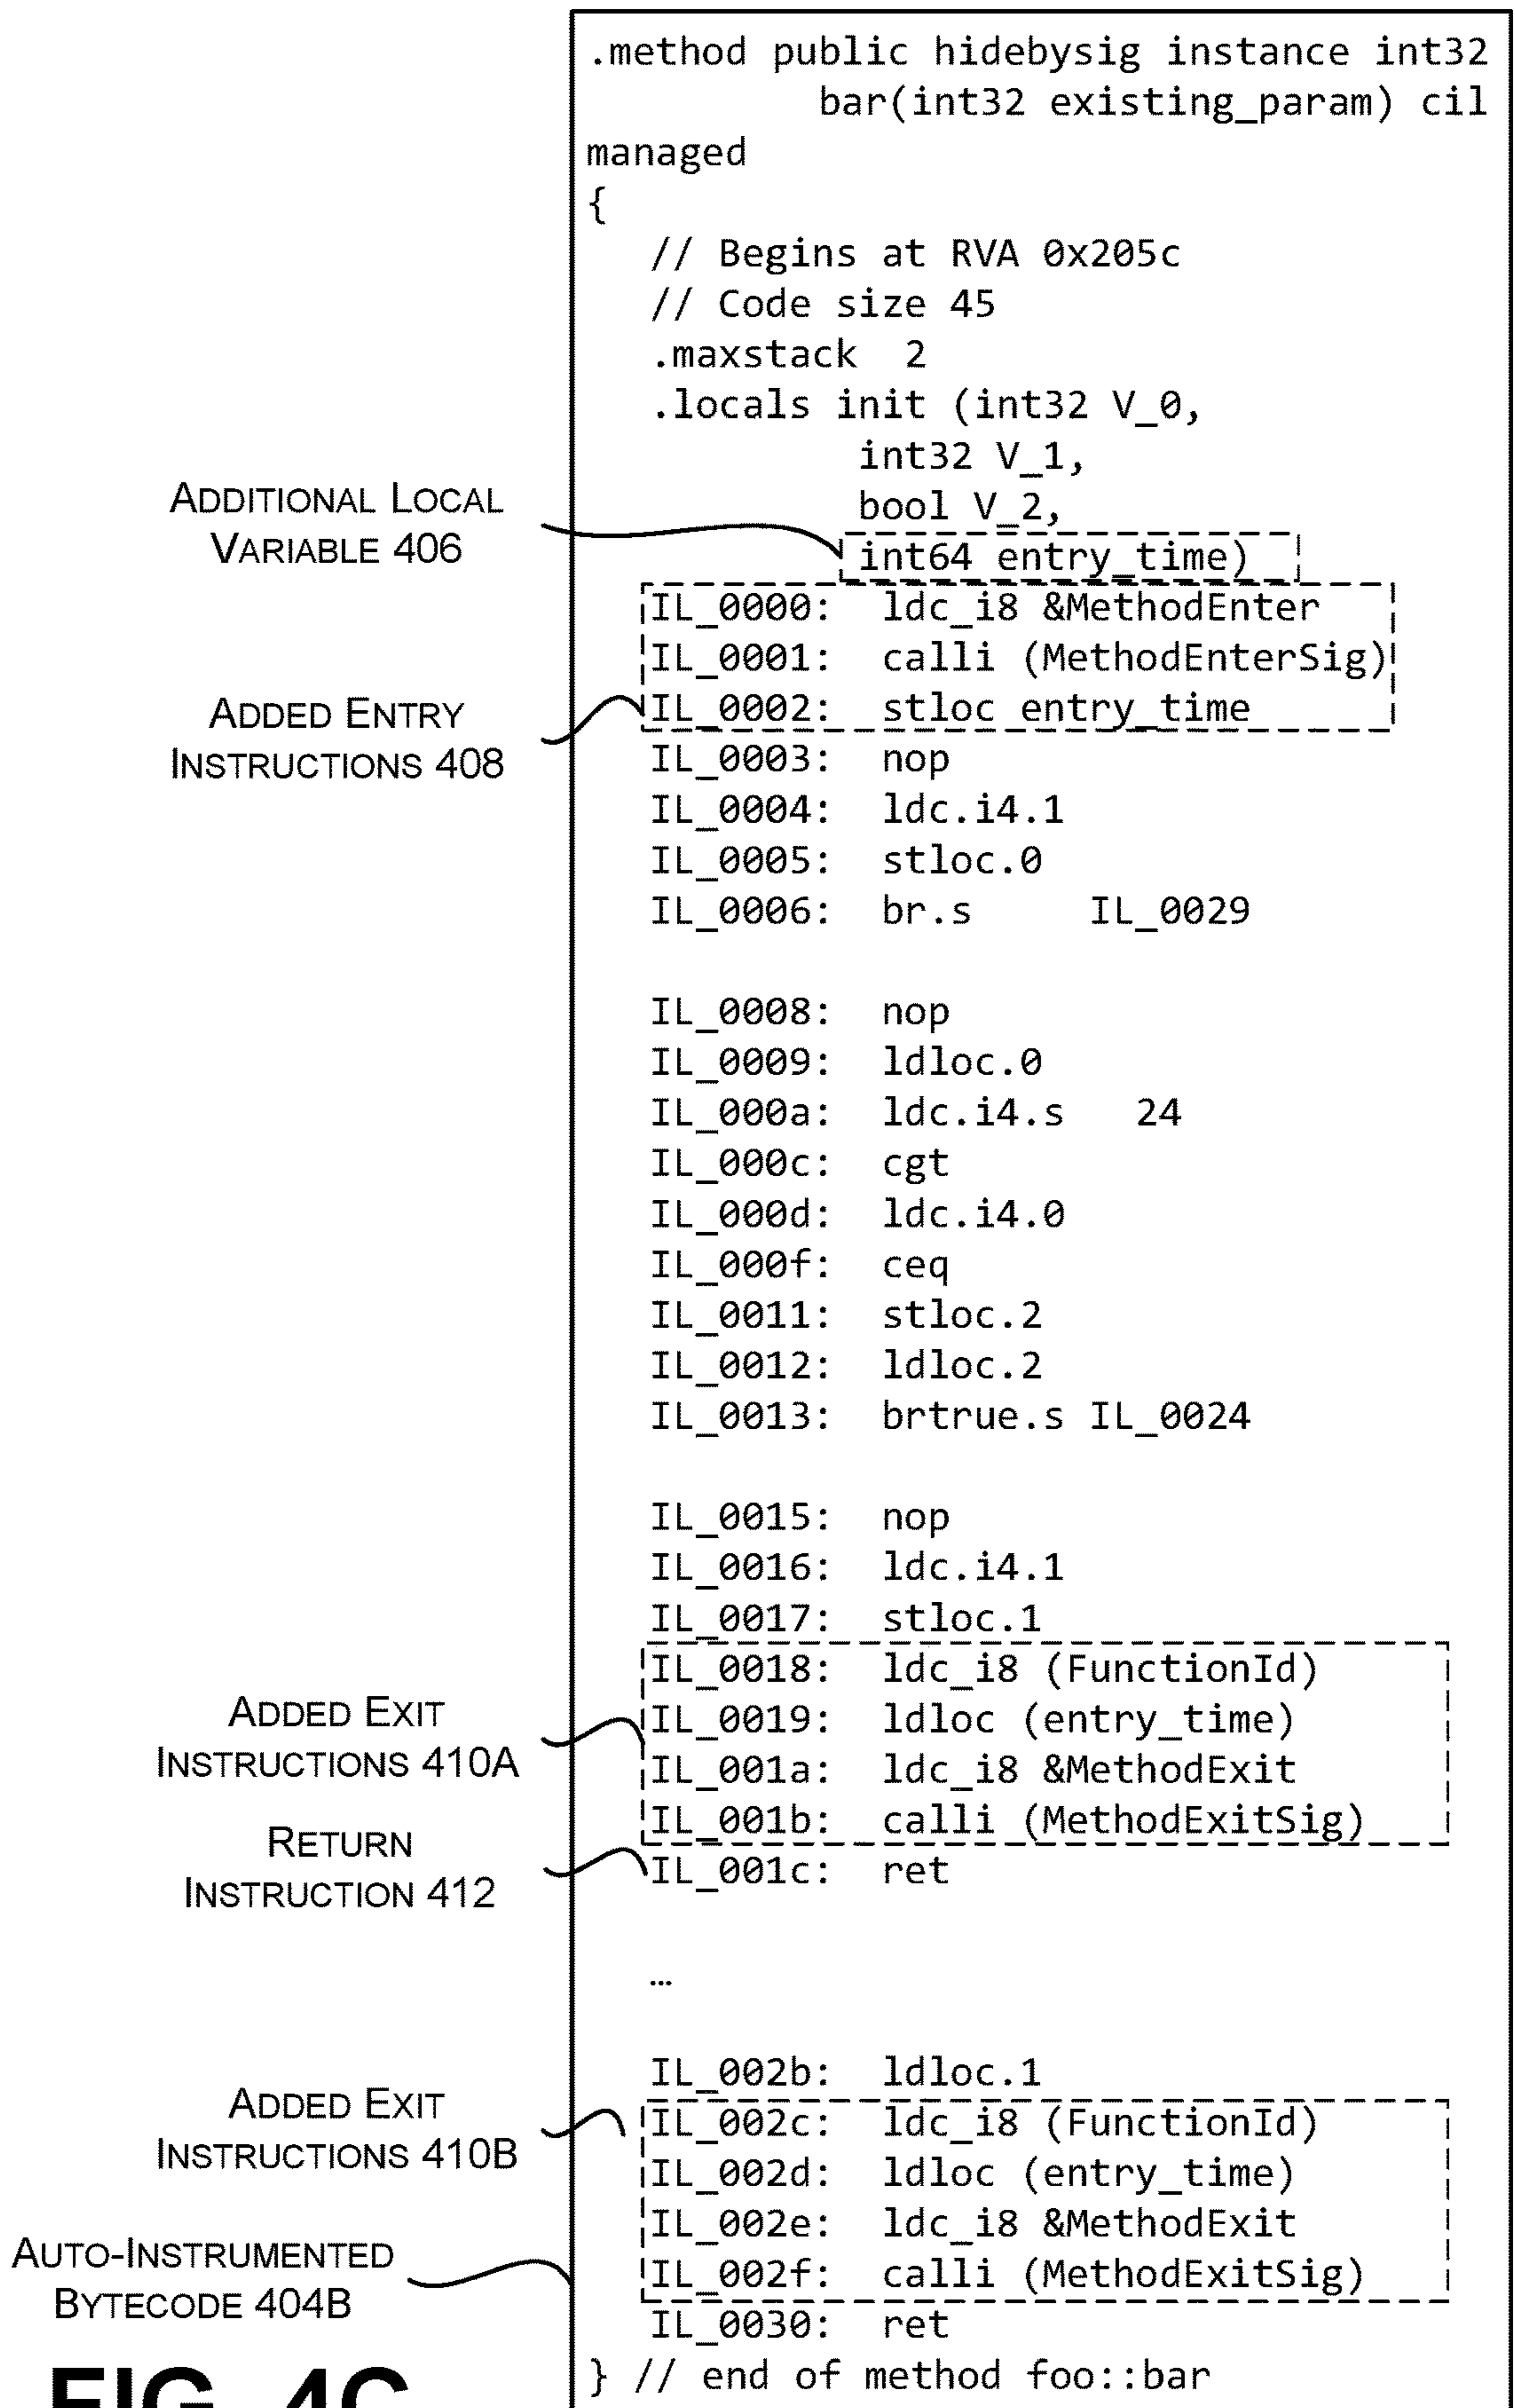 .method public hidebysig instance int32
bar(int32 existing_param) cil
managed
{
// Begins at RVA 0x205c
// Code size 45
.maxstack 2
.locals init (int32 V_0,
int32 V_1,
bool V_2,
ADDITIONAL LOCAL
VARIABLE 406
int64 entry_time)
IL_0000: ldc_i8 &MethodEnter
IL_0001: calli (MethodEnterSig)
IL_0002: stloc entry_time
ADDED ENTRY
INSTRUCTIONS 408
IL_0003: nop
IL_0004: ldc.i4.1
IL_0005: stloc.0
IL_0006: br.s IL_0029
IL_0008: nop
IL_0009: ldloc.0
IL_000a: ldc.i4.s 24
IL_000c: cgt
IL_000d: ldc.i4.0
IL_000f: ceq
IL_0011: stloc.2
IL_0012: ldloc.2
IL_0013: brtrue.s IL_0024
IL_0015: nop
IL_0016: ldc.i4.1
IL_0017: stloc.1
IL_0018: ldc_i8 (FunctionId)
IL_0019: ldloc (entry_time)
IL_001a: ldc_i8 &MethodExit
IL_001b: calli (MethodExitSig)
ADDED EXIT
INSTRUCTIONS 410A
RETURN
INSTRUCTION 412
IL_001c: ret
…
IL_002b: ldloc.1
ADDED EXIT
INSTRUCTIONS 410B
IL_002c: ldc_i8 (FunctionId)
IL_002d: ldloc (entry_time)
IL_002e: ldc_i8 &MethodExit
IL_002f: calli (MethodExitSig)
AUTO-INSTRUMENTED
BYTECODE 404B
IL_0030: ret
} // end of method foo::bar
FIG. 4C